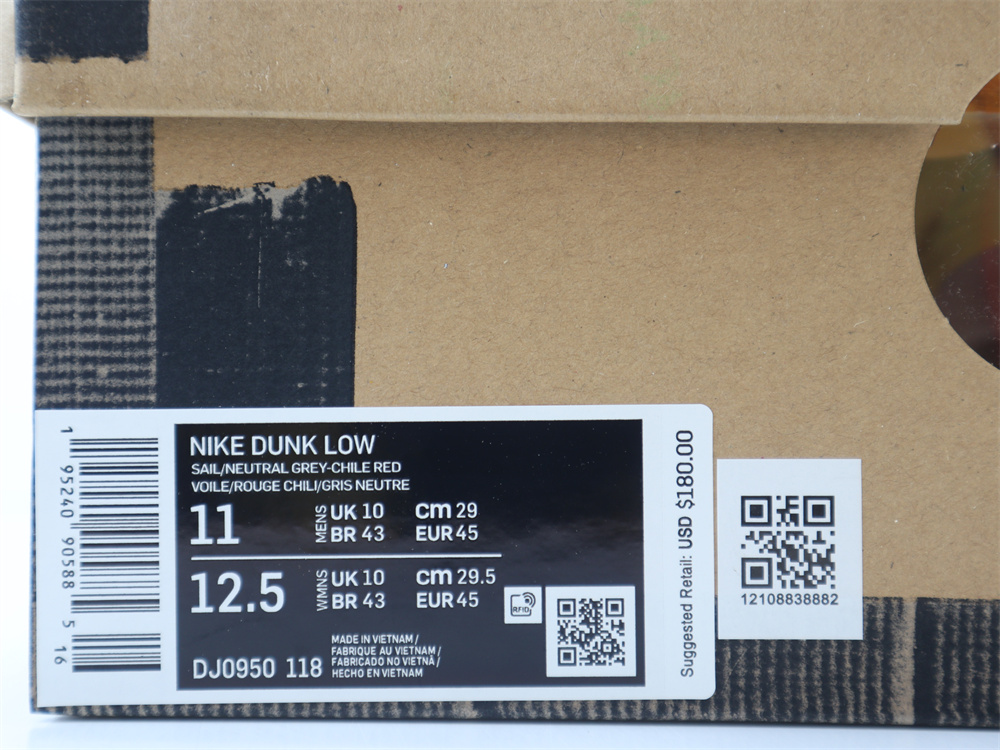 NIKE DUNK LOW
SAIL/NEUTRAL GREY-CHILE RED
VOILE/ROUGE CHILI/GRIS NEUTRE
11 MENS UK 10 cm 29
BR 43 EUR 45
12.5 WMNS UK 10 cm 29.5
BR 43 EUR 45
RFID
DJ0950 118
MADE IN VIETNAM /
FABRIQUE AU VIETNAM /
FABRICADO NO VIETNÃ /
HECHO EN VIETNAM
1 95240 90588 5 16
Suggested Retail: USD $180.00
12108838882